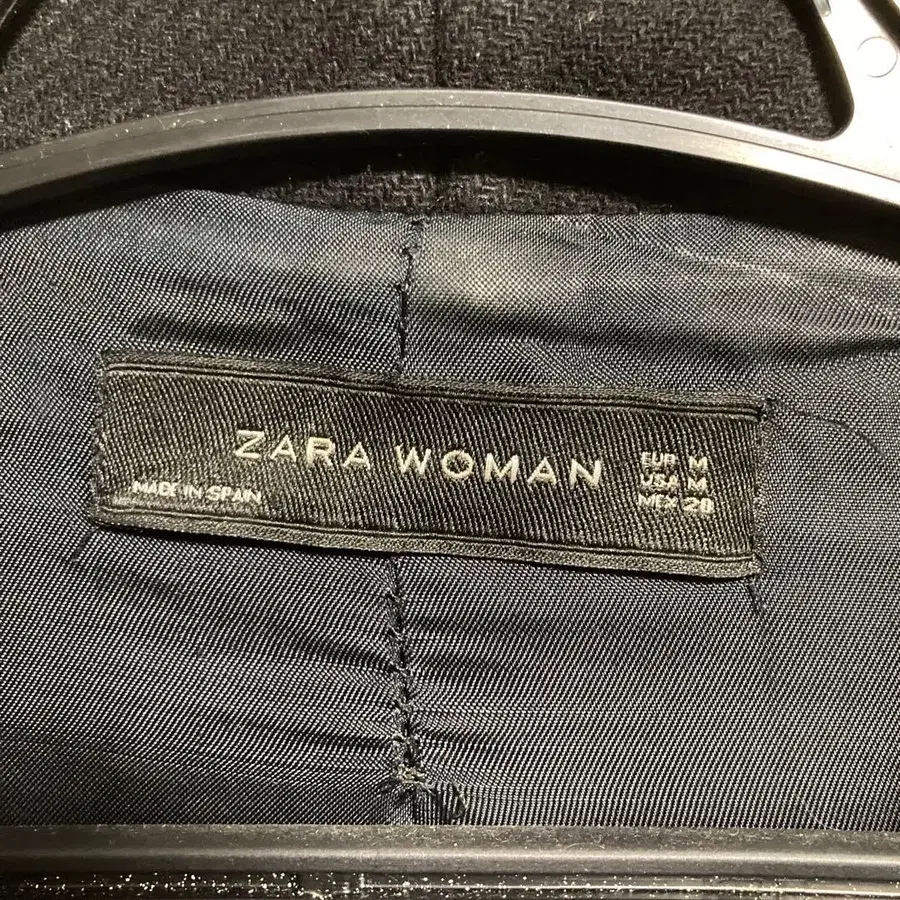 ZARA WOMAN
MADE IN SPAIN
EUR M
USA M
MEX 28